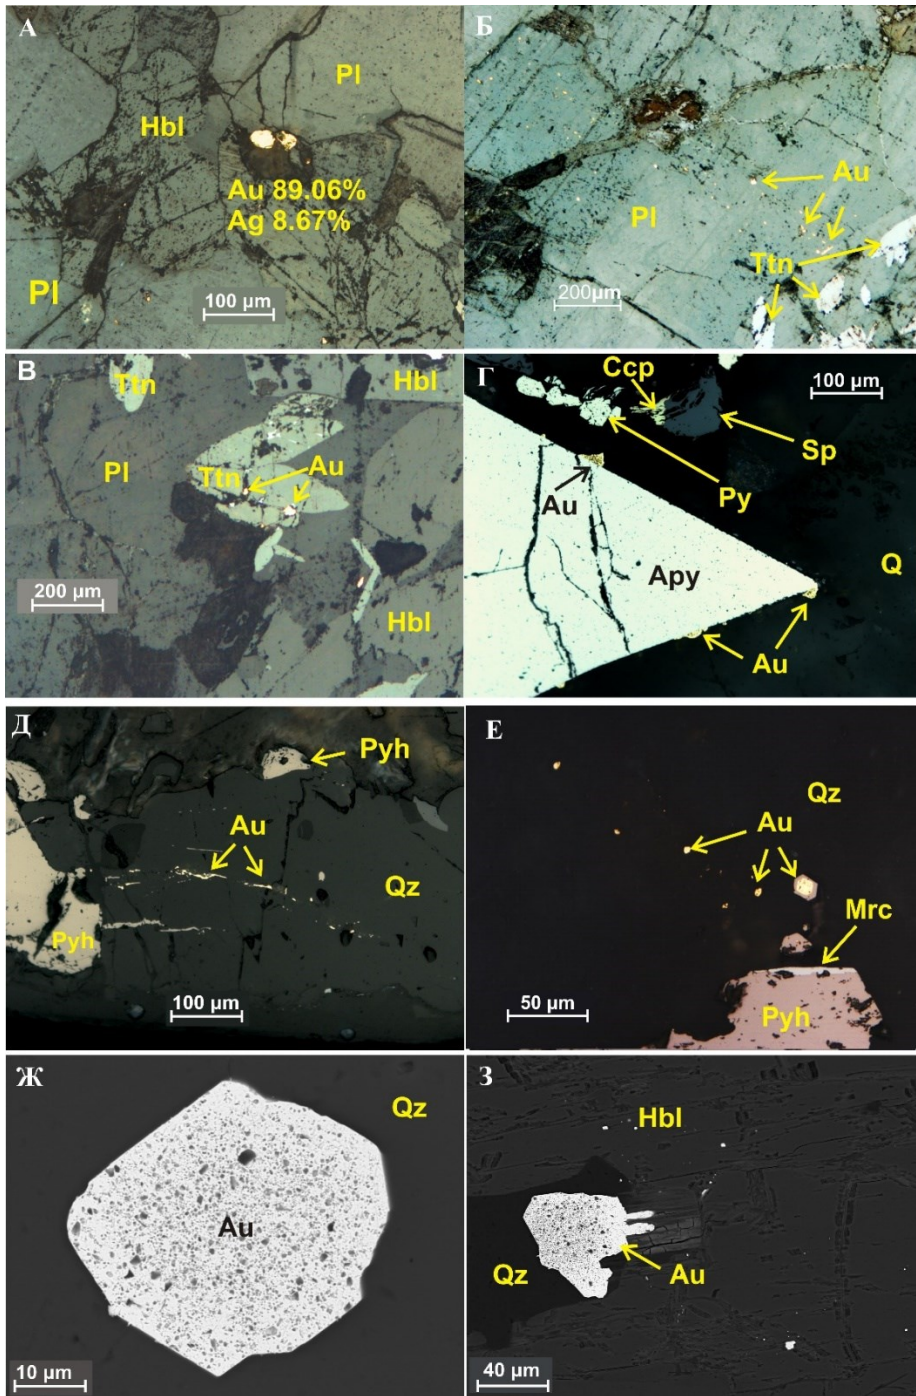 А
Pl
Hbl
Au 89.06%
Ag 8.67%
Pl
100 µm
Б
Au
Pl
Ttn
200µm
В
Ttn
Hbl
Pl
Ttn
Au
200 µm
Hbl
Г
Ccp
100 µm
Sp
Au
Py
Apy
Q
Au
Д
Pyh
Au
Qz
Pyh
100 µm
Е
Qz
Au
Mrc
50 µm
Pyh
Ж
Qz
Au
10 µm
З
Hbl
Qz
Au
40 µm